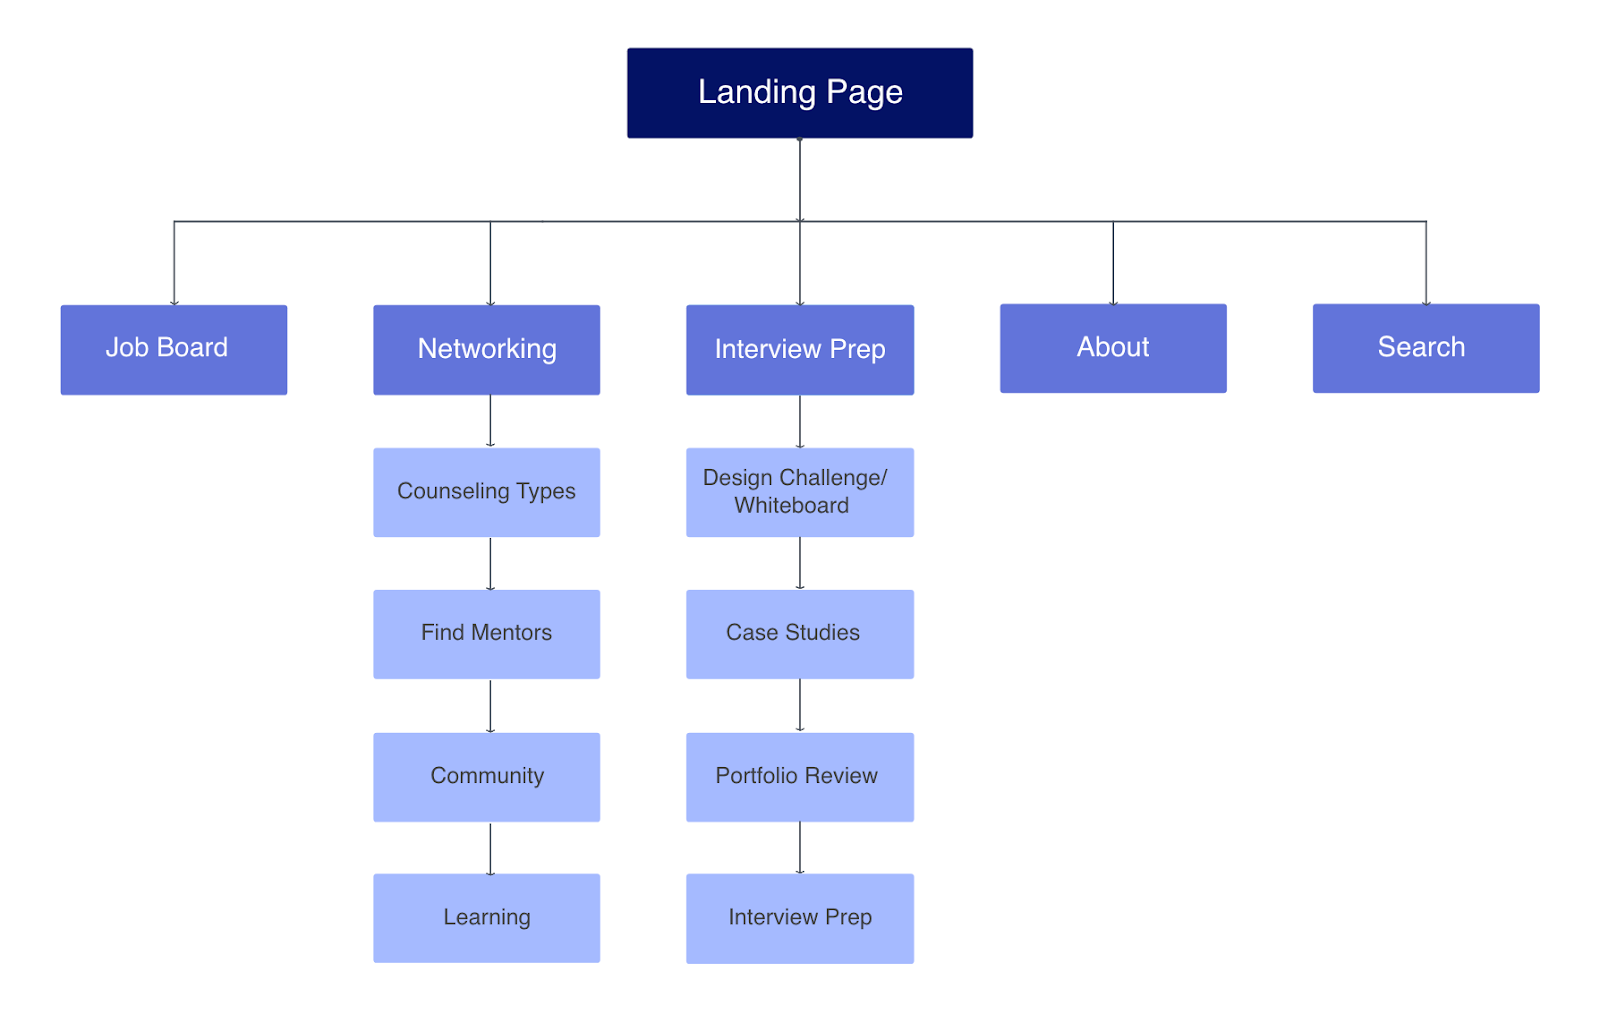 Landing Page
Job Board
Networking
Interview Prep
About
Search
Counseling Types
Design Challenge/
Whiteboard
Find Mentors
Case Studies
Community
Portfolio Review
Learning
Interview Prep